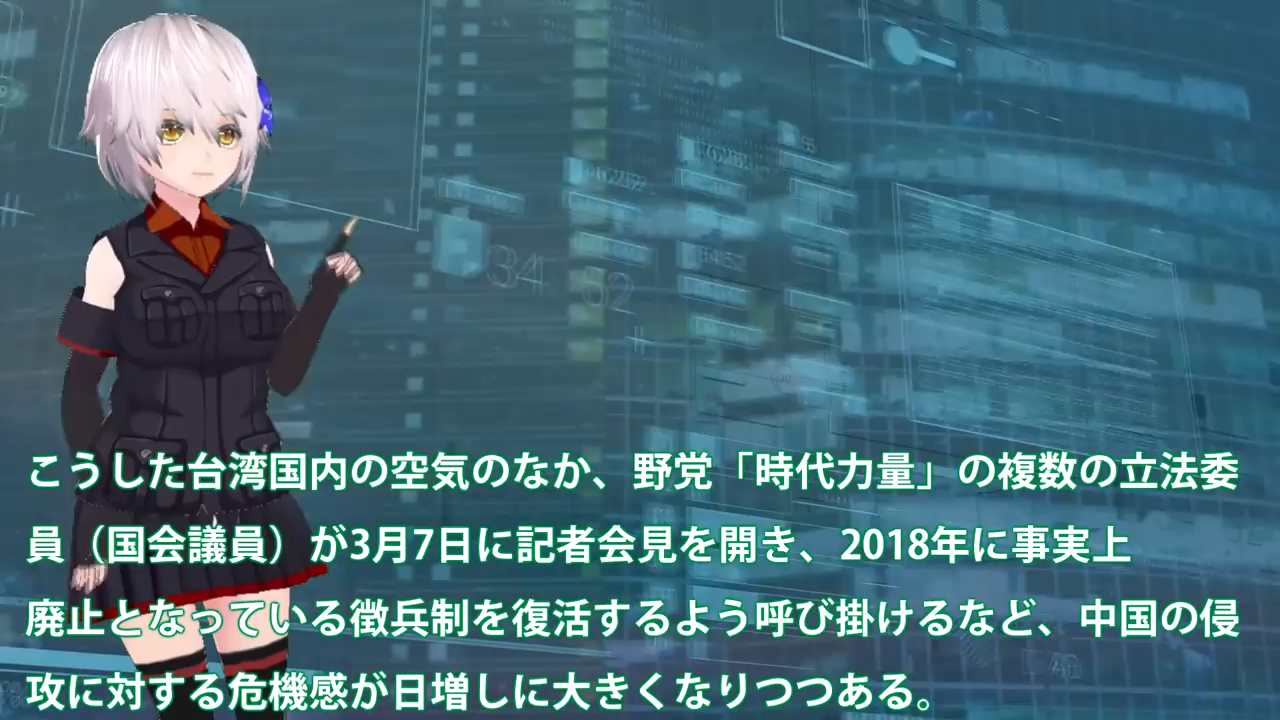 こうした台湾国内の空気のなか、野党「時代力量」の複数の立法委
員（国会議員）が3月7日に記者会見を開き、2018年に事実上
廃止となっている徴兵制を復活するよう呼び掛けるなど、中国の侵
攻に対する危機感が日増しに大きくなりつつある。
34
52